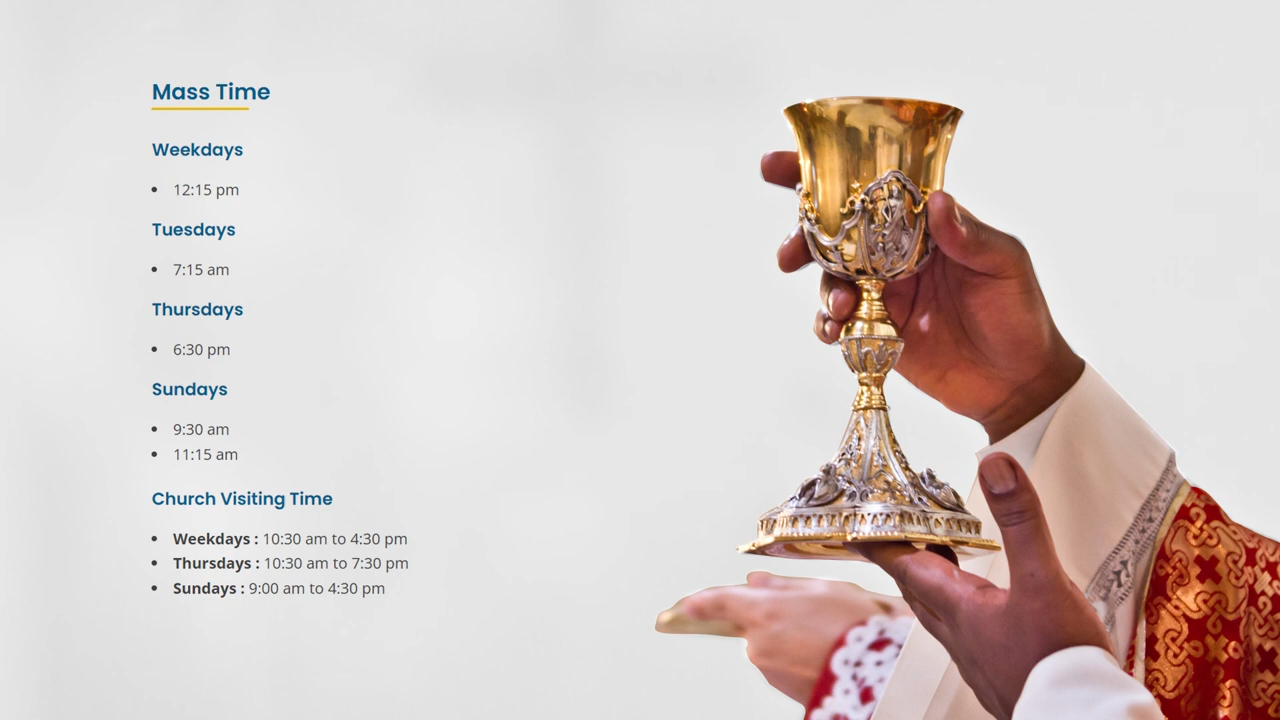 Mass Time
Weekdays
• 12:15 pm
Tuesdays
• 7:15 am
Thursdays
• 6:30 pm
Sundays
• 9:30 am
• 11:15 am
Church Visiting Time
• Weekdays : 10:30 am to 4:30 pm
• Thursdays : 10:30 am to 7:30 pm
• Sundays : 9:00 am to 4:30 pm